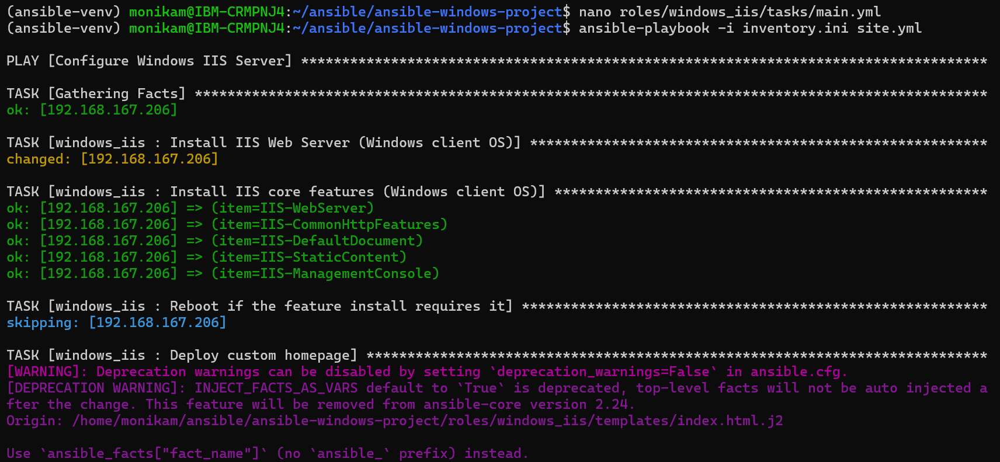 (ansible-venv) monikam@IBM-CRMPNJ4:~/ansible/ansible-windows-project$ nano roles/windows_iis/tasks/main.yml
(ansible-venv) monikam@IBM-CRMPNJ4:~/ansible/ansible-windows-project$ ansible-playbook -i inventory.ini site.yml
PLAY [Configure Windows IIS Server] ************************************************************************************
TASK [Gathering Facts] *************************************************************************************************
ok: [192.168.167.206]
TASK [windows_iis : Install IIS Web Server (Windows client OS)] ********************************************************
changed: [192.168.167.206]
TASK [windows_iis : Install IIS core features (Windows client OS)] *****************************************************
ok: [192.168.167.206] => (item=IIS-WebServer)
ok: [192.168.167.206] => (item=IIS-CommonHttpFeatures)
ok: [192.168.167.206] => (item=IIS-DefaultDocument)
ok: [192.168.167.206] => (item=IIS-StaticContent)
ok: [192.168.167.206] => (item=IIS-ManagementConsole)
TASK [windows_iis : Reboot if the feature install requires it] *********************************************************
skipping: [192.168.167.206]
TASK [windows_iis : Deploy custom homepage] ****************************************************************************
[WARNING]: Deprecation warnings can be disabled by setting `deprecation_warnings=False` in ansible.cfg.
[DEPRECATION WARNING]: INJECT_FACTS_AS_VARS default to `True` is deprecated, top-level facts will not be auto injected a
fter the change. This feature will be removed from ansible-core version 2.24.
Origin: /home/monikam/ansible/ansible-windows-project/roles/windows_iis/templates/index.html.j2
Use `ansible_facts["fact_name"]` (no `ansible_` prefix) instead.